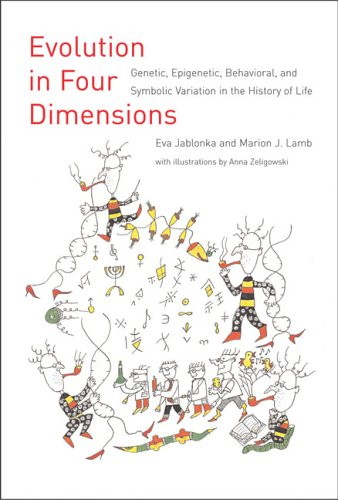 Evolution
in Four
Dimensions
Genetic, Epigenetic, Behavioral, and
Symbolic Variation in the History of Life
Eva Jablonka and Marion J. Lamb
with illustrations by Anna Zeligowski